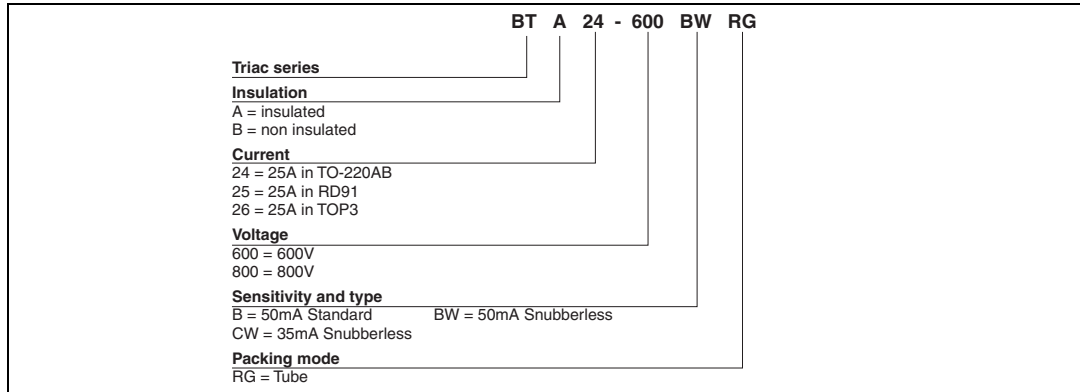 BT A 24 - 600 BW RG
Triac series
Insulation
A = insulated
B = non insulated
Current
24 = 25A in TO-220AB
25 = 25A in RD91
26 = 25A in TOP3
Voltage
600 = 600V
800 = 800V
Sensitivity and type
B = 50mA Standard BW = 50mA Snubberless
CW = 35mA Snubberless
Packing mode
RG = Tube